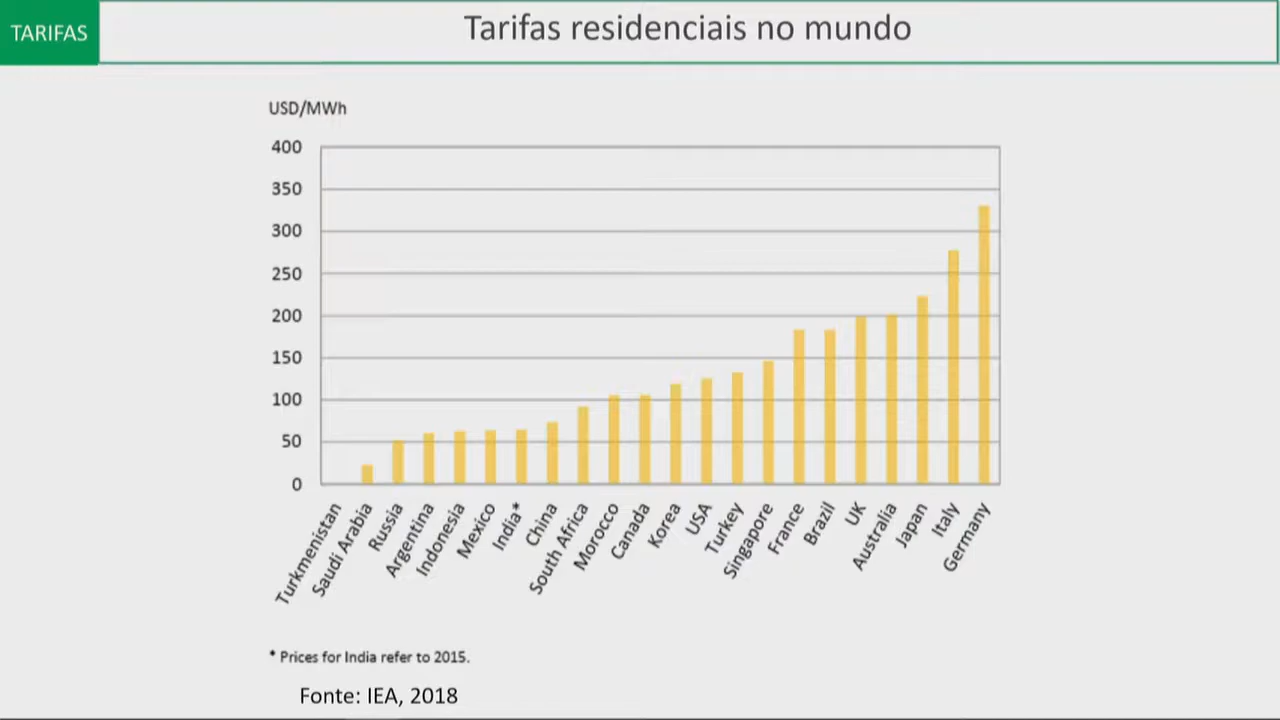 TARIFAS
Tarifas residenciais no mundo
USD/MWh
400
350
300
250
200
150
100
50
0
Turkmenistan
Saudi Arabia
Russia
Argentina
Indonesia
Mexico
India*
China
South Africa
Morocco
Canada
Korea
USA
Turkey
Singapore
France
Brazil
UK
Australia
Japan
Italy
Germany
* Prices for India refer to 2015.
Fonte: IEA, 2018